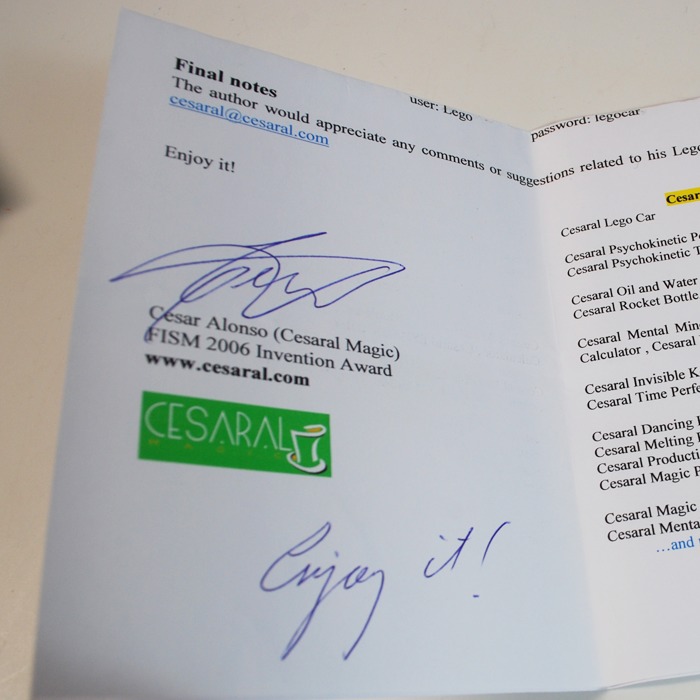 user: Lego
password: legocar
Final notes
The author would appreciate any comments or suggestions related to his Lego
cesaral@cesaral.com
Enjoy it!
Cesar Alonso (Cesaral Magic)
FISM 2006 Invention Award
www.cesaral.com
CESARAL
MAGIC
Enjoy it!
Cesaral Lego Car
Cesaral Psychokinetic
Cesaral Psychokinetic
Cesaral Oil and Water
Cesaral Rocket Bottle
Cesaral Mental
Calculator , Cesaral
Cesaral Invisible
Cesaral Time
Cesaral Dancing
Cesaral Melting
Cesaral
Cesaral Magic
Cesaral Magic
Cesaral
...and